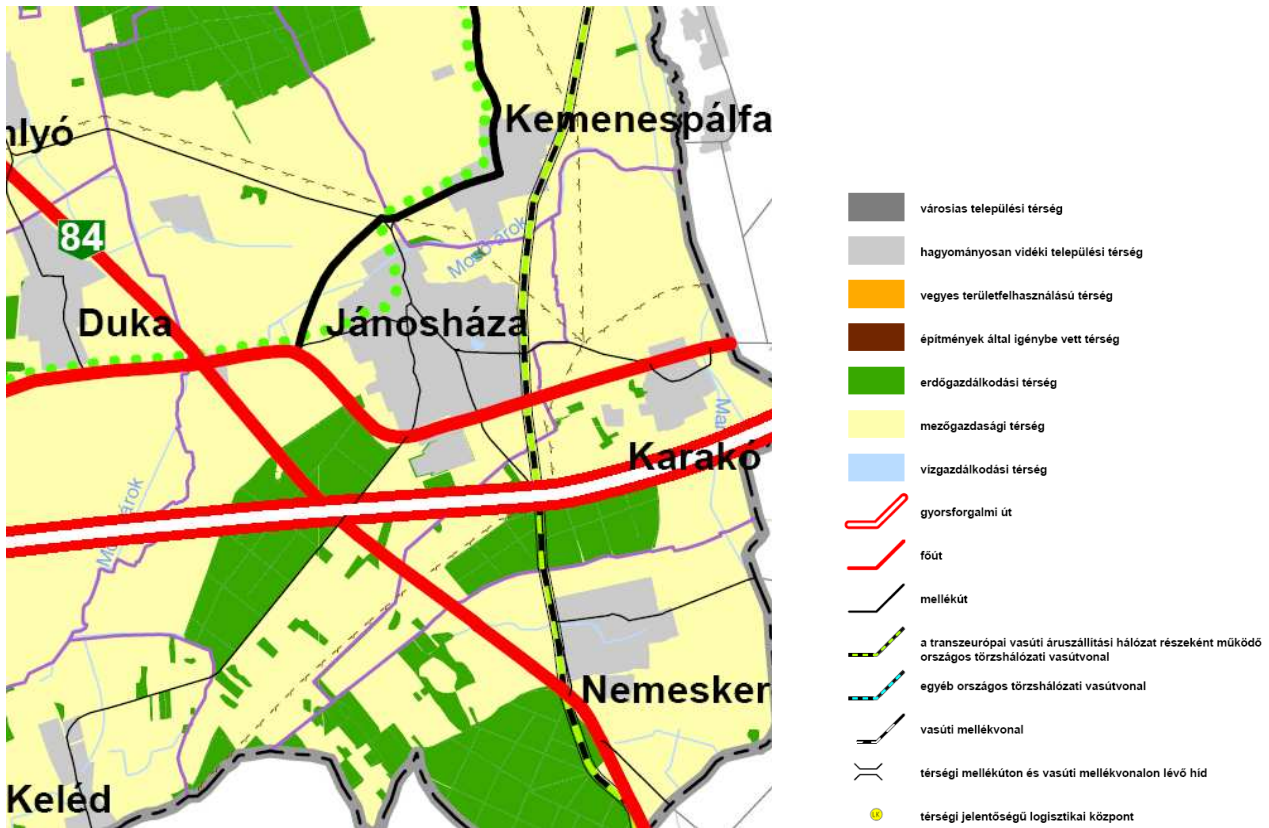 Kemenespálfa
84
Mosó-árok
Duka
Jánosháza
Karakó
Nemesker
Keléd
városias települési térség
hagyományosan vidéki települési térség
vegyes területfelhasználású térség
építmények által igénybe vett térség
erdőgazdálkodási térség
mezőgazdasági térség
vízgazdálkodási térség
gyorsforgalmi út
főút
mellékút
a transzeurópai vasúti áruszállítási hálózat részeként működő
országos törzshálózati vasútvonal
egyéb országos törzshálózati vasútvonal
vasúti mellékvonal
térségi mellékúton és vasúti mellékvonalon lévő híd
LK
térségi jelentőségű logisztikai központ